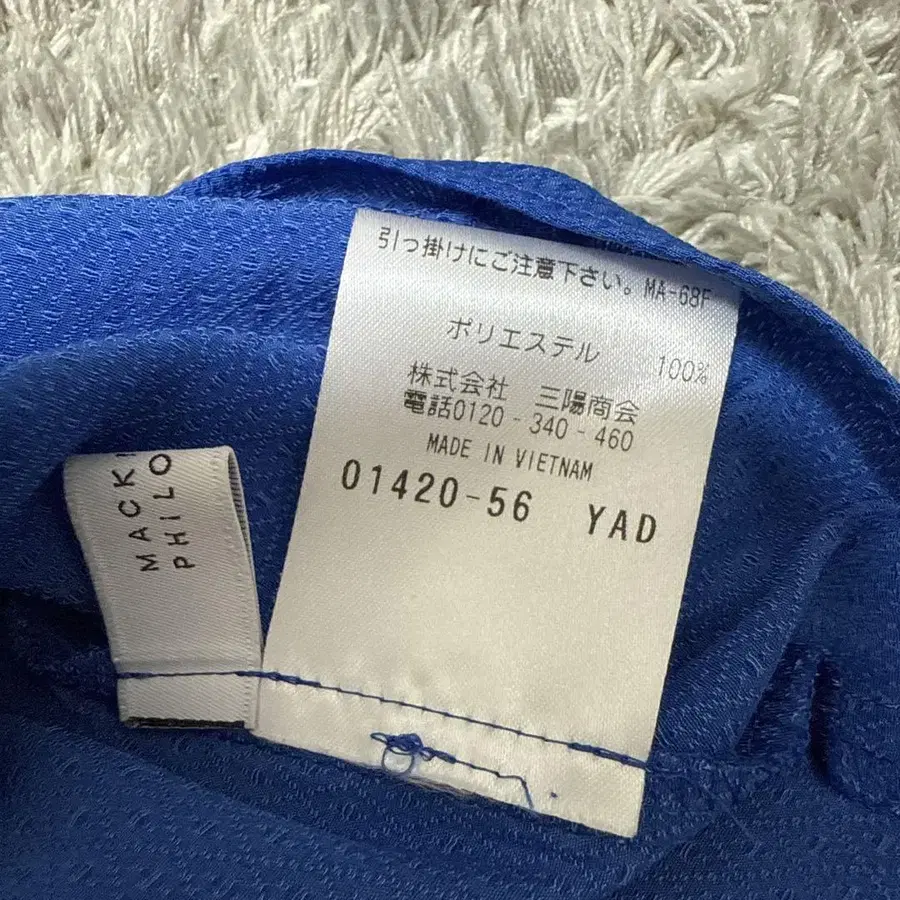 引っ掛けにご注意下さい。MA-68F
ポリエステル 100%
株式会社 三陽商会
電話0120-340-460
MADE IN VIETNAM
01420-56 YAD
MACK
PHILO